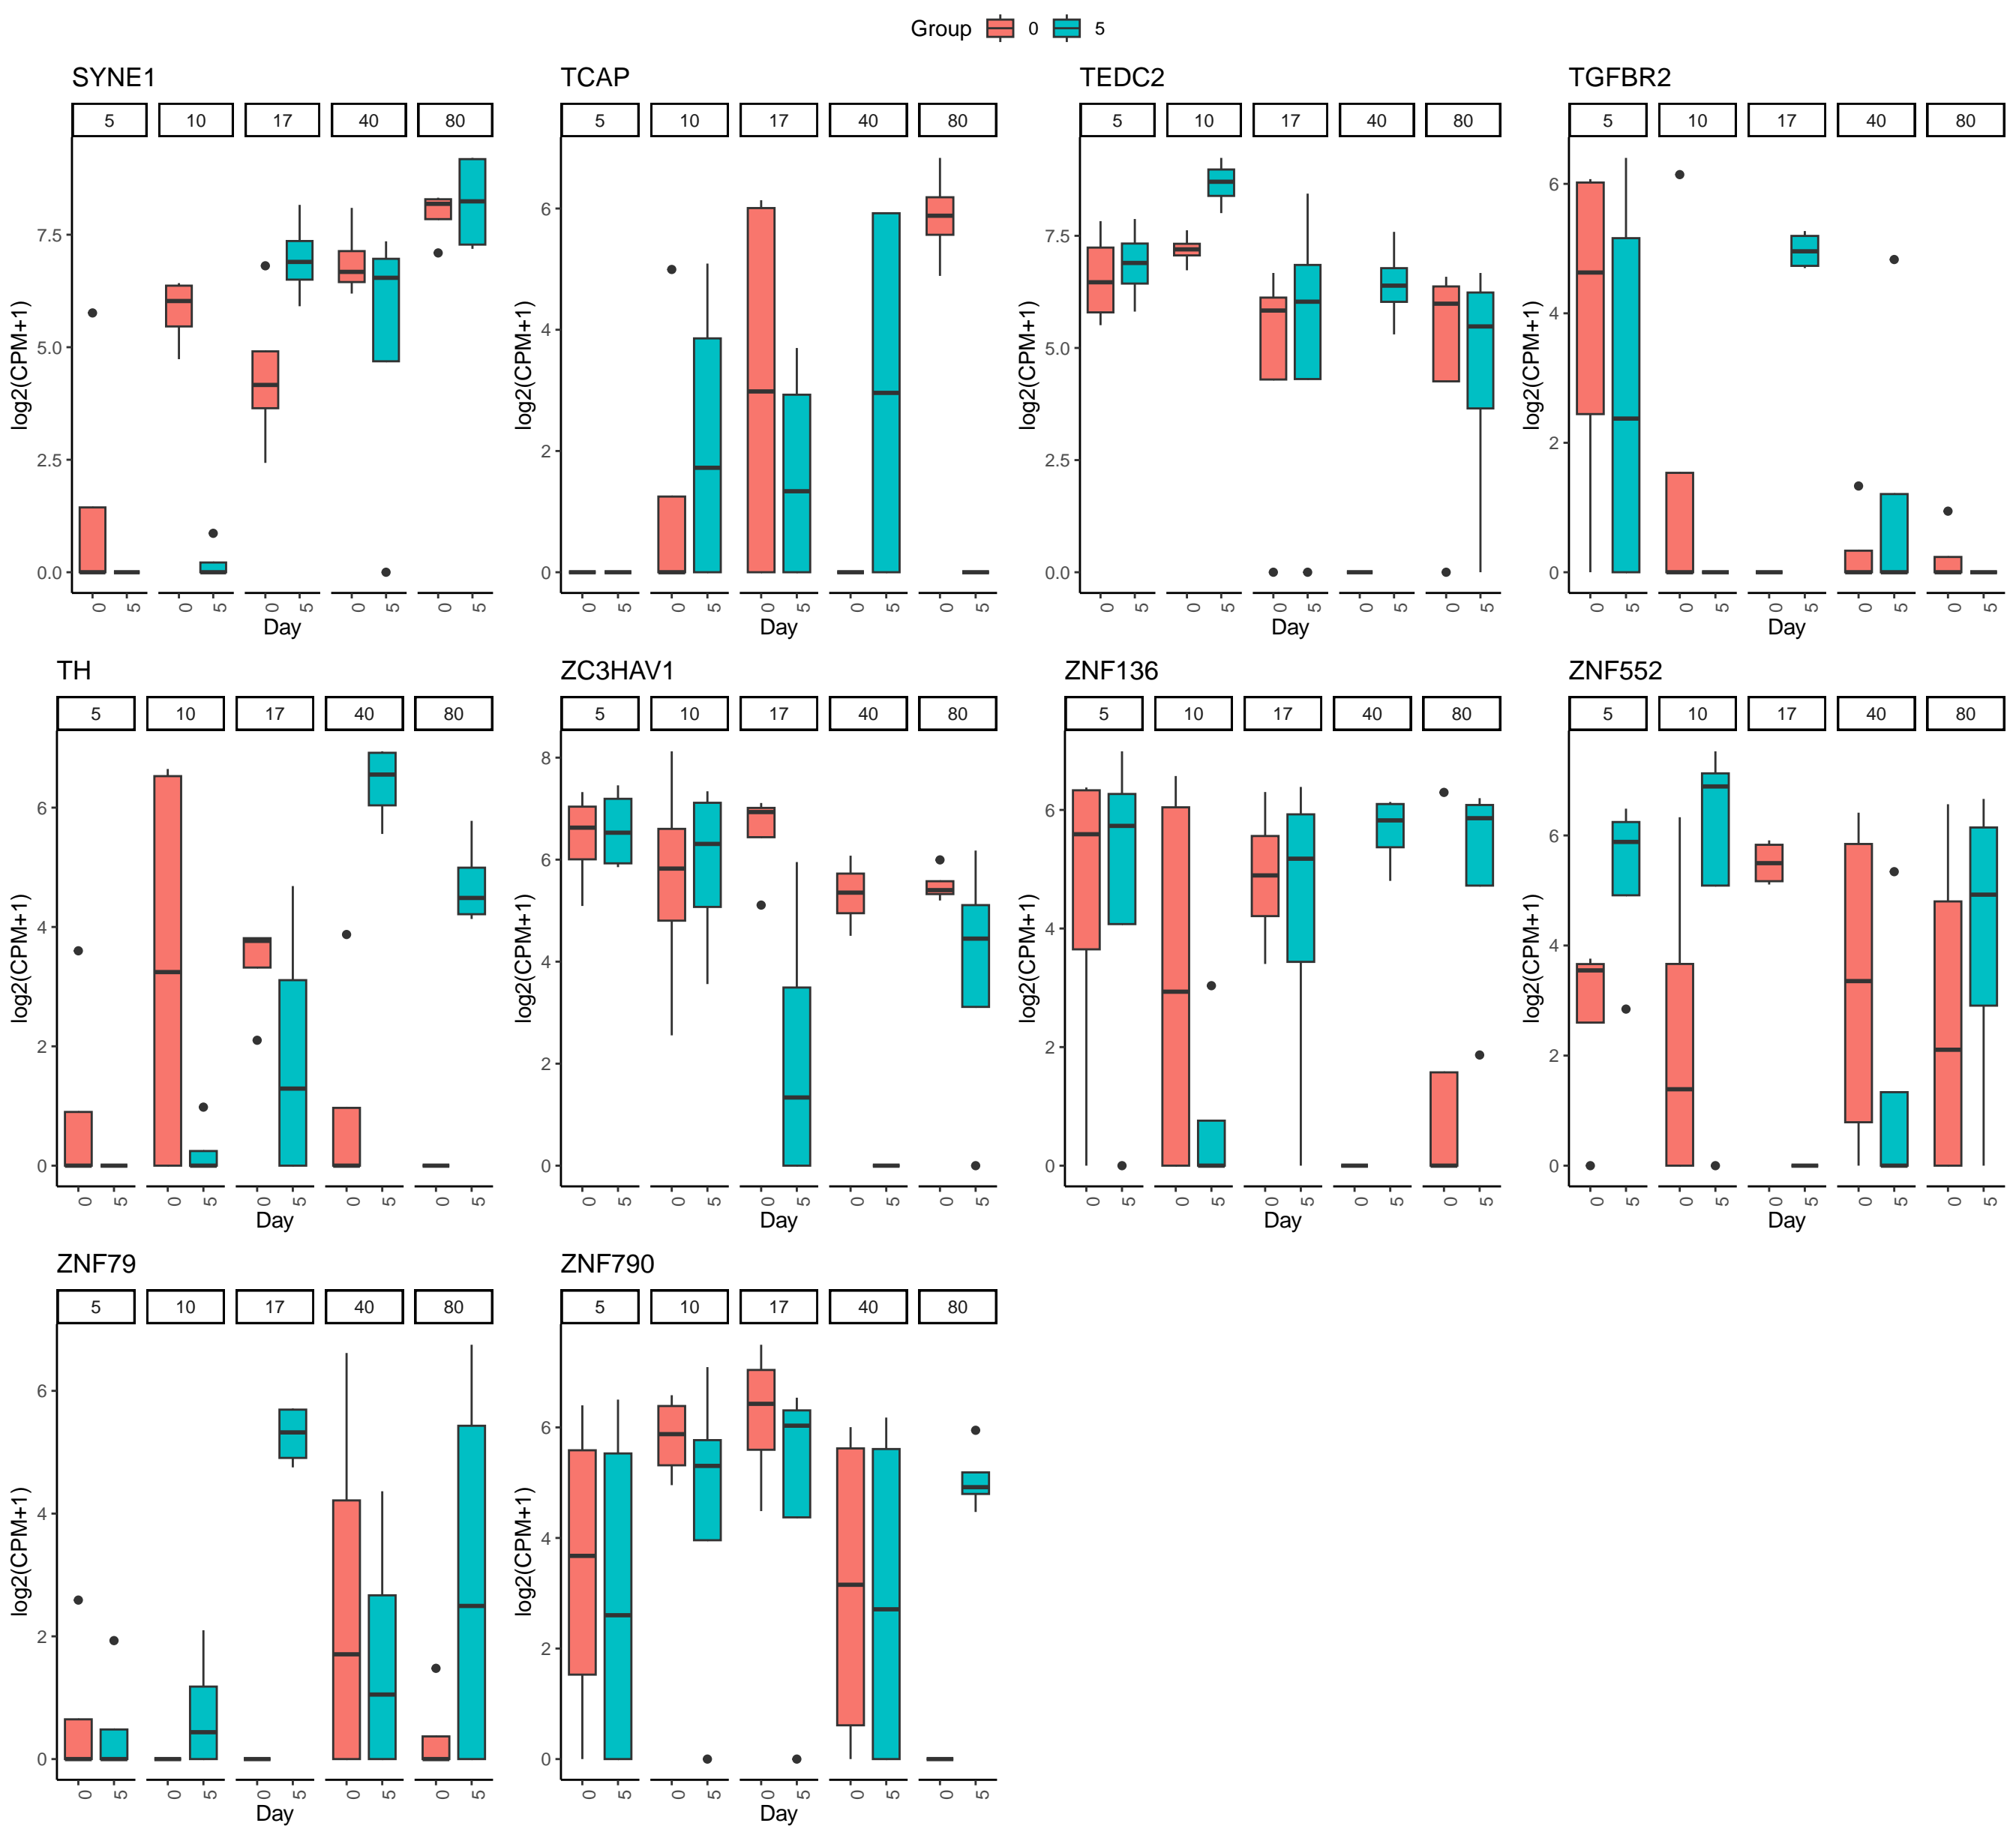 Group 0 5
SYNE1 TCAP TEDC2 TGFBR2
5 10 17 40 80 5 10 17 40 80 5 10 17 40 80 5 10 17 40 80
log2(CPM+1) log2(CPM+1) log2(CPM+1) log2(CPM+1)
7.5 6 7.5 6
5.0 4 5.0 4
2.5 2 2.5 2
0.0 0 0.0 0
0 5 0 5 0 5 0 5 0 5 0 5 0 5 0 5 0 5 0 5 0 5 0 5 0 5 0 5 0 5 0 5 0 5 0 5 0 5 0 5
Day Day Day Day
TH ZC3HAV1 ZNF136 ZNF552
5 10 17 40 80 5 10 17 40 80 5 10 17 40 80 5 10 17 40 80
log2(CPM+1) log2(CPM+1) log2(CPM+1) log2(CPM+1)
8
6 6 6 6
4 4 4 4
2 2 2 2
0 0 0 0
0 5 0 5 0 5 0 5 0 5 0 5 0 5 0 5 0 5 0 5 0 5 0 5 0 5 0 5 0 5 0 5 0 5 0 5 0 5 0 5
Day Day Day Day
ZNF79 ZNF790
5 10 17 40 80 5 10 17 40 80
log2(CPM+1) log2(CPM+1)
6 6
4 4
2 2
0 0
0 5 0 5 0 5 0 5 0 5 0 5 0 5 0 5 0 5 0 5
Day Day